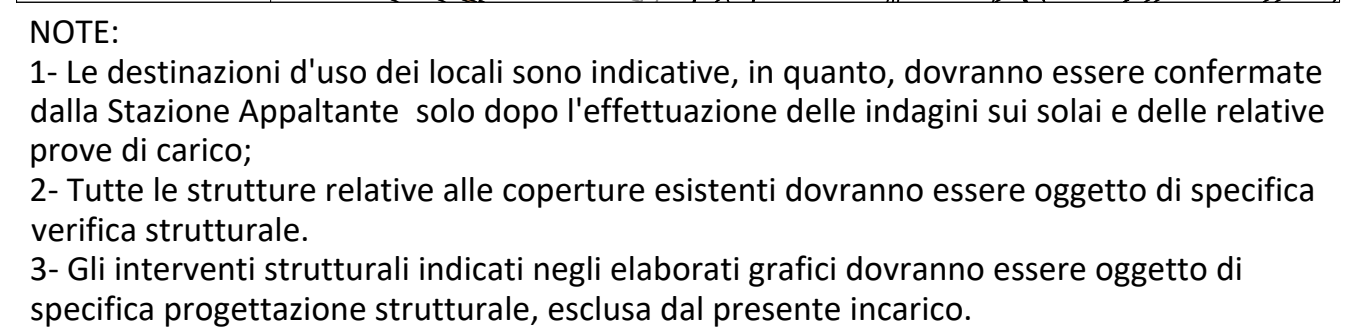 NOTE:
1- Le destinazioni d'uso dei locali sono indicative, in quanto, dovranno essere confermate
dalla Stazione Appaltante  solo dopo l'effettuazione delle indagini sui solai e delle relative
prove di carico;
2- Tutte le strutture relative alle coperture esistenti dovranno essere oggetto di specifica
verifica strutturale.
3- Gli interventi strutturali indicati negli elaborati grafici dovranno essere oggetto di
specifica progettazione strutturale, esclusa dal presente incarico.